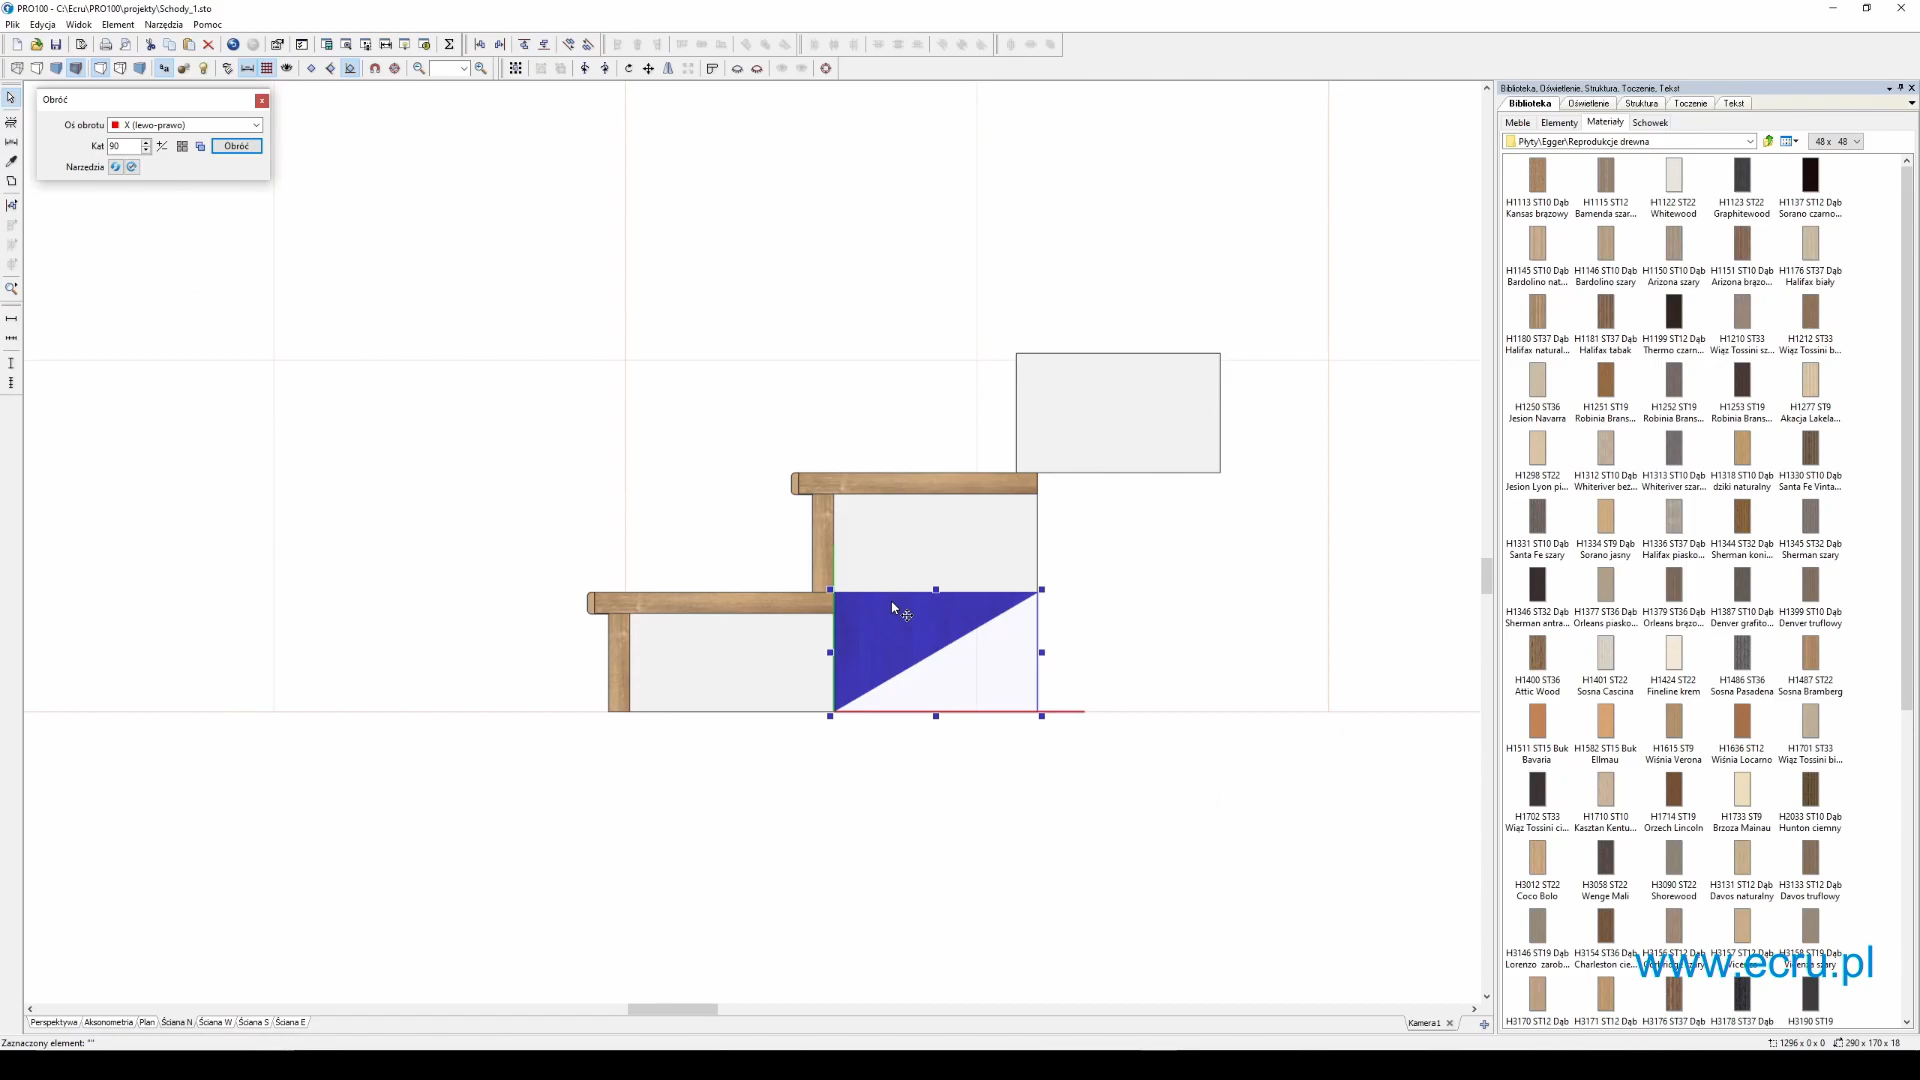 PRO100 - C:\Ecru\PRO100\projekty\Schody_1.sto
Plik Edycja Widok Element Narzędzia Pomoc
Obróć
Oś obrotu X (lewo-prawo)
Kąt 90 Obróć
Narzędzia
Biblioteka, Oświetlenie, Struktura, Toczenie, Tekst
Biblioteka Oświetlenie Struktura Toczenie Tekst
Meble Elementy Materiały Schowek
Płyty\Egger\Reprodukcje drewna 48 x 48
H1113 ST10 Dąb H1115 ST12 H1122 ST22 H1123 ST22 H1137 ST12 Dąb
Kansas brązowy Bamenda szar... Whitewood Graphitewood Sorano czarno...
H1145 ST10 Dąb H1146 ST10 Dąb H1150 ST10 Dąb H1151 ST10 Dąb H1176 ST37 Dąb
Bardolino nat... Bardolino szary Arizona szary Arizona brązo... Halifax biały
H1180 ST37 Dąb H1181 ST37 Dąb H1199 ST12 Dąb H1210 ST33 H1212 ST33
Halifax natural... Halifax tabak Thermo czarn... Wiąz Tossini sz... Wiąz Tossini b...
H1250 ST36 H1251 ST19 H1252 ST19 H1253 ST19 H1277 ST9
Jesion Navarra Robinia Brans... Robinia Brans... Robinia Brans... Akacja Lakela...
H1298 ST22 H1312 ST10 Dąb H1313 ST10 Dąb H1318 ST10 Dąb H1330 ST10 Dąb
Jesion Lyon pi... Whiteriver beż... Whiteriver szar... dziki naturalny Santa Fe Vinta...
H1331 ST10 Dąb H1334 ST9 Dąb H1336 ST37 Dąb H1344 ST32 Dąb H1345 ST32 Dąb
Santa Fe szary Sorano jasny Halifax piasko... Sherman koni... Sherman szary
H1346 ST32 Dąb H1377 ST36 Dąb H1379 ST36 Dąb H1387 ST10 Dąb H1399 ST10 Dąb
Sherman antra... Orleans piasko... Orleans brązo... Denver grafito... Denver truflowy
H1400 ST36 H1401 ST22 H1424 ST22 H1486 ST36 H1487 ST22
Attic Wood Sosna Cascina Fineline krem Sosna Pasadena Sosna Bramberg
H1511 ST15 Buk H1582 ST15 Buk H1615 ST9 H1636 ST12 H1701 ST33
Bavaria Ellmau Wiśnia Verona Wiśnia Locarno Wiąz Tossini bi...
H1702 ST33 H1710 ST10 H1714 ST19 H1733 ST9 H2033 ST10 Dąb
Wiąz Tossini ci... Kasztan Kentu... Orzech Lincoln Brzoza Mainau Hunton ciemny
H3012 ST22 H3058 ST22 H3090 ST22 H3131 ST12 Dąb H3133 ST12 Dąb
Coco Bolo Wenge Mali Shorewood Davos naturalny Davos truflowy
H3146 ST19 Dąb H3154 ST36 Dąb H3156 ST12 Dąb H3157 ST12 Dąb H3158 ST19 Dąb
Lorenzo zarob... Charleston cie...
www.ecru.pl
H3170 ST12 Dąb H3171 ST12 Dąb H3176 ST37 Dąb H3178 ST37 Dąb H3190 ST19
Perspektywa Aksonometria Plan Ściana N Ściana W Ściana S Ściana E
Kamera1
Zaznaczony element: ""
1296 x 0 x 0 290 x 170 x 18